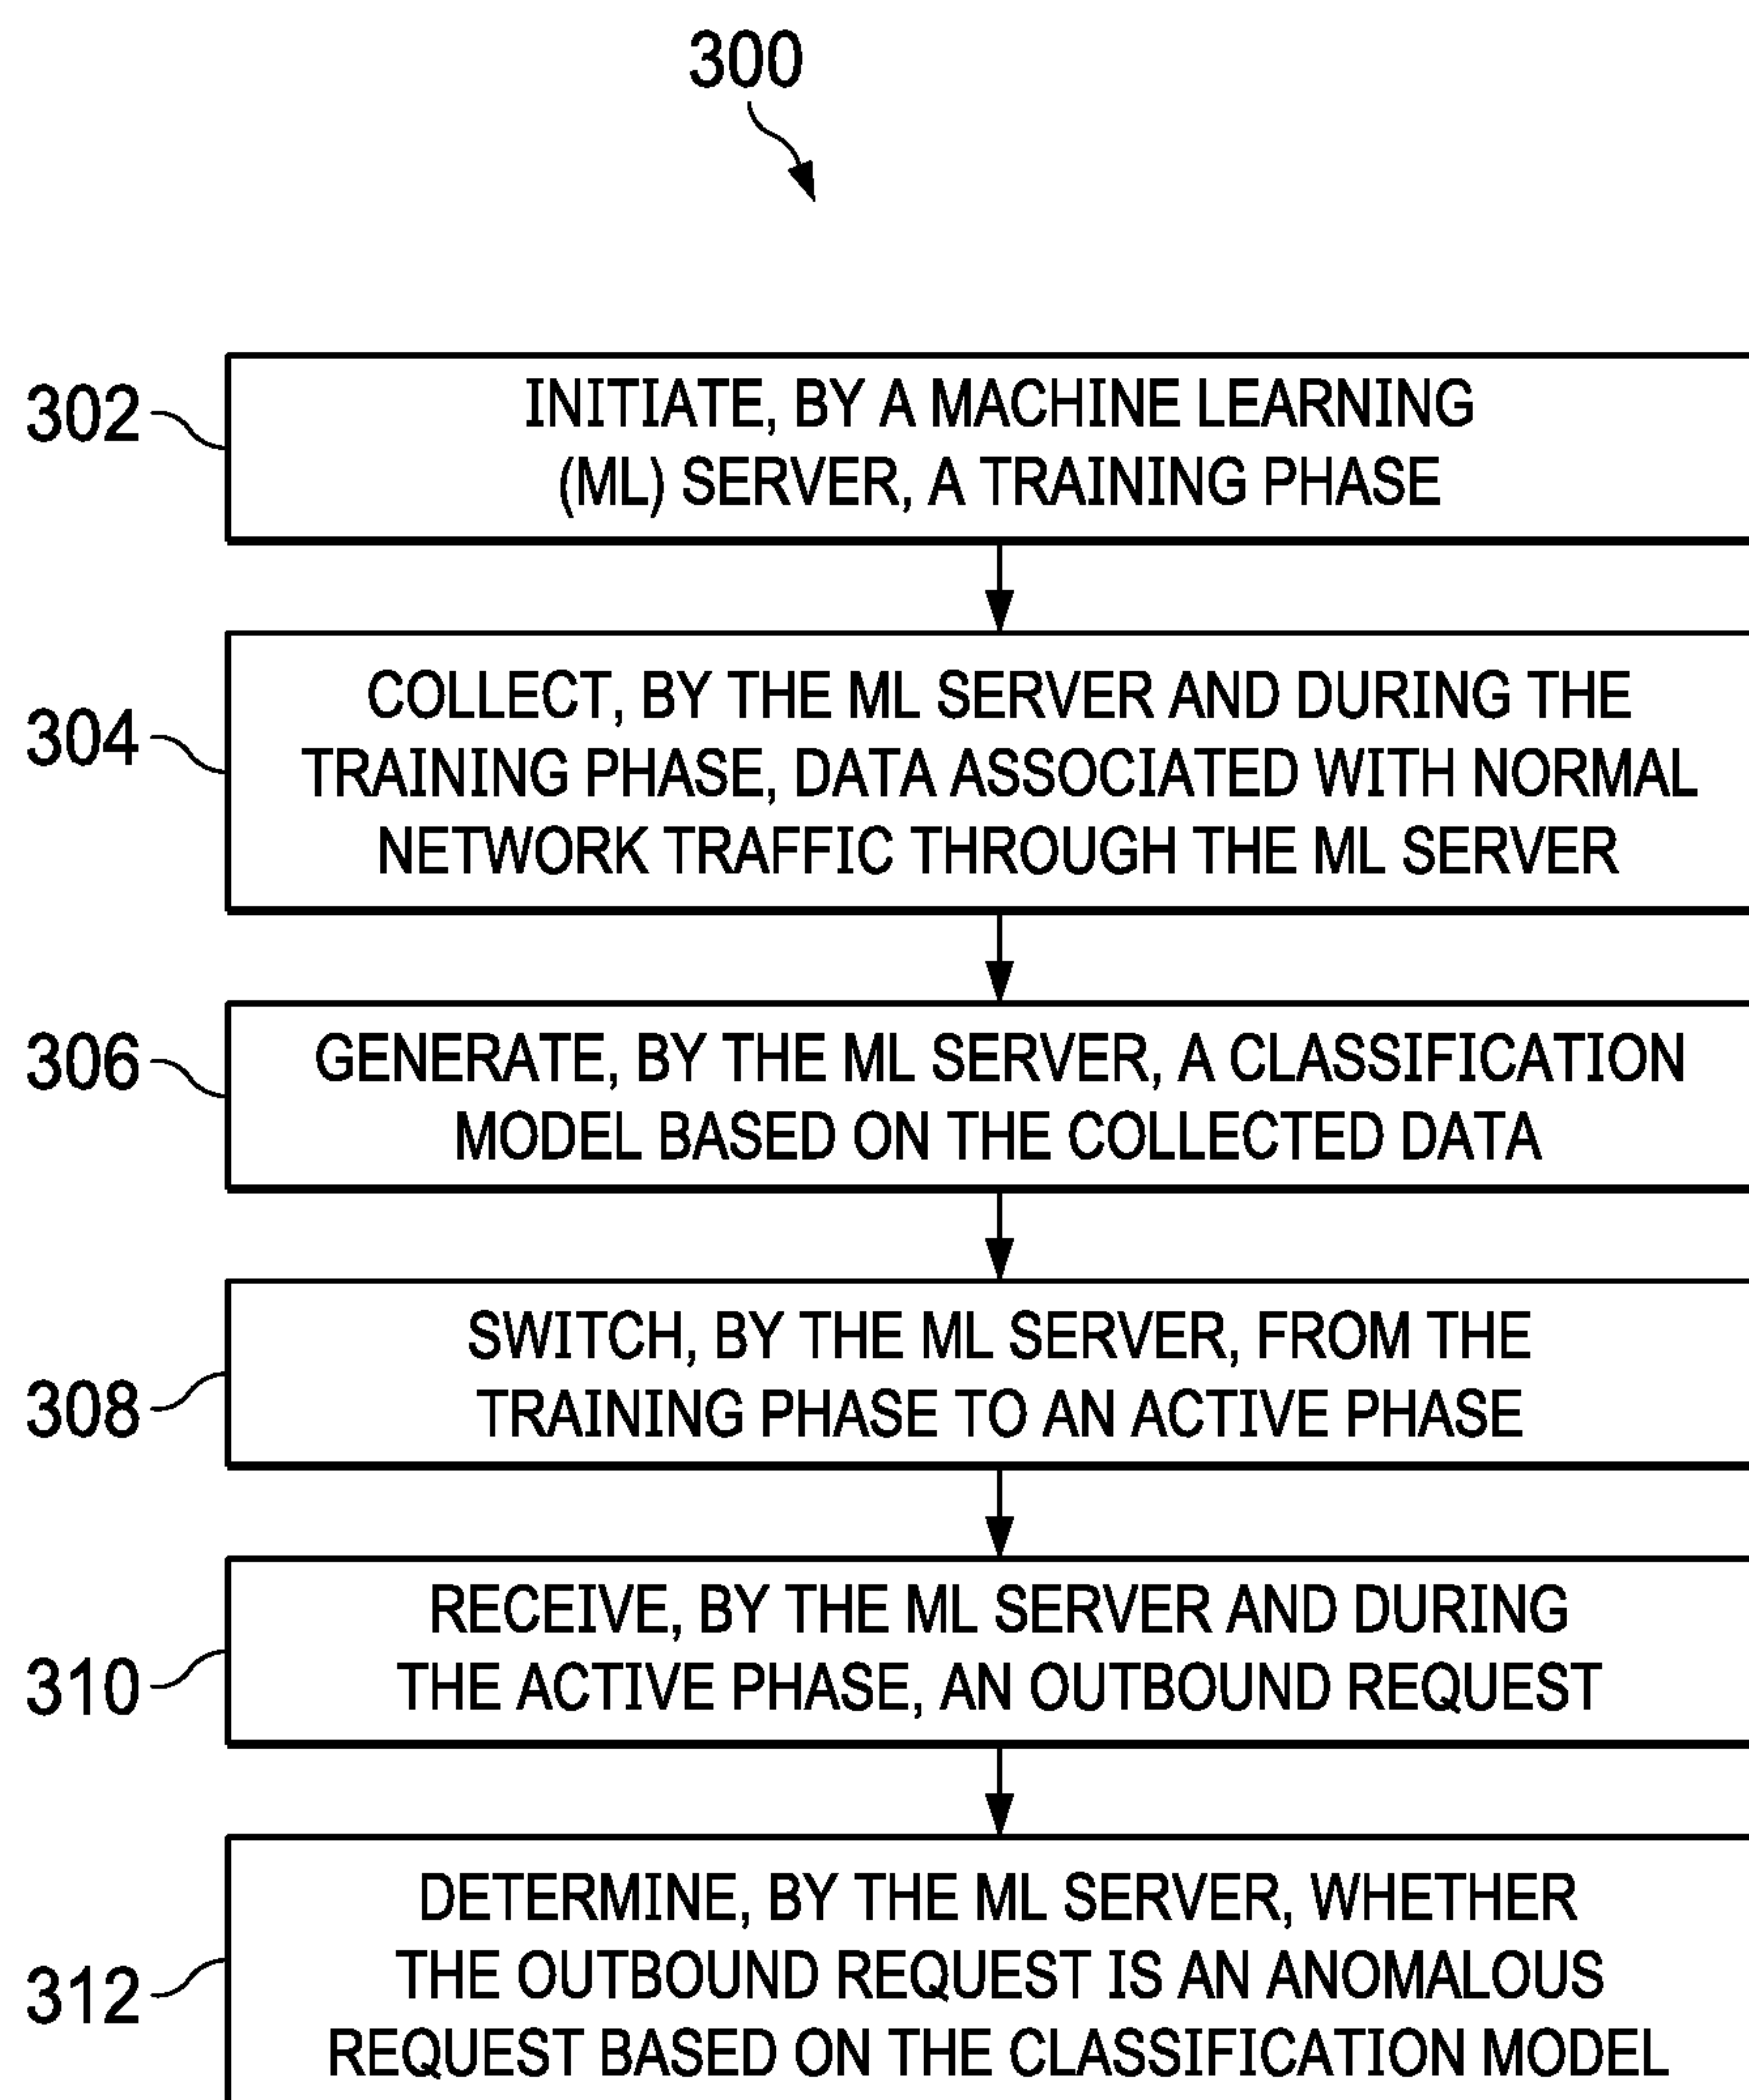 300
302
INITIATE, BY A MACHINE LEARNING
(ML) SERVER, A TRAINING PHASE
304
COLLECT, BY THE ML SERVER AND DURING THE
TRAINING PHASE, DATA ASSOCIATED WITH NORMAL
NETWORK TRAFFIC THROUGH THE ML SERVER
306
GENERATE, BY THE ML SERVER, A CLASSIFICATION
MODEL BASED ON THE COLLECTED DATA
308
SWITCH, BY THE ML SERVER, FROM THE
TRAINING PHASE TO AN ACTIVE PHASE
310
RECEIVE, BY THE ML SERVER AND DURING
THE ACTIVE PHASE, AN OUTBOUND REQUEST
312
DETERMINE, BY THE ML SERVER, WHETHER
THE OUTBOUND REQUEST IS AN ANOMALOUS
REQUEST BASED ON THE CLASSIFICATION MODEL